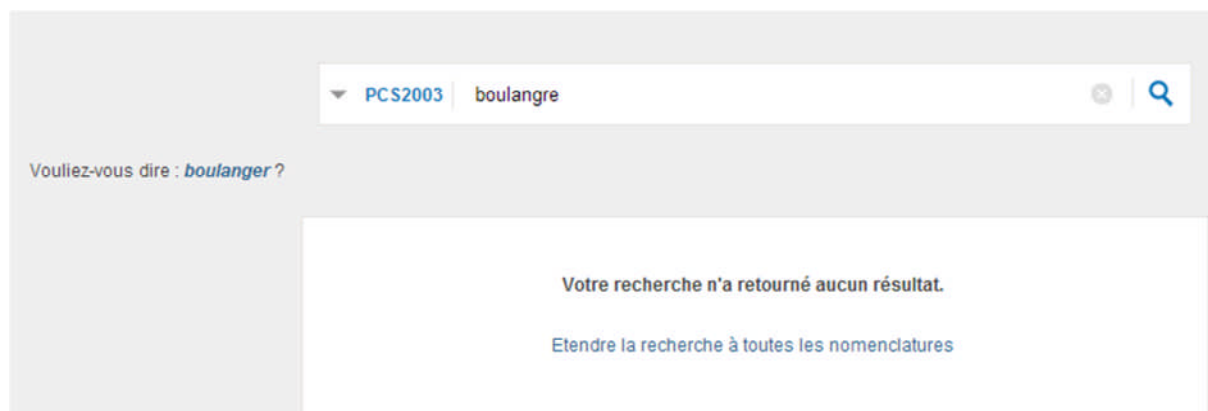 PCS2003 boulangre
Vouliez-vous dire : boulanger ?
Votre recherche n'a retourné aucun résultat.
Etendre la recherche à toutes les nomenclatures